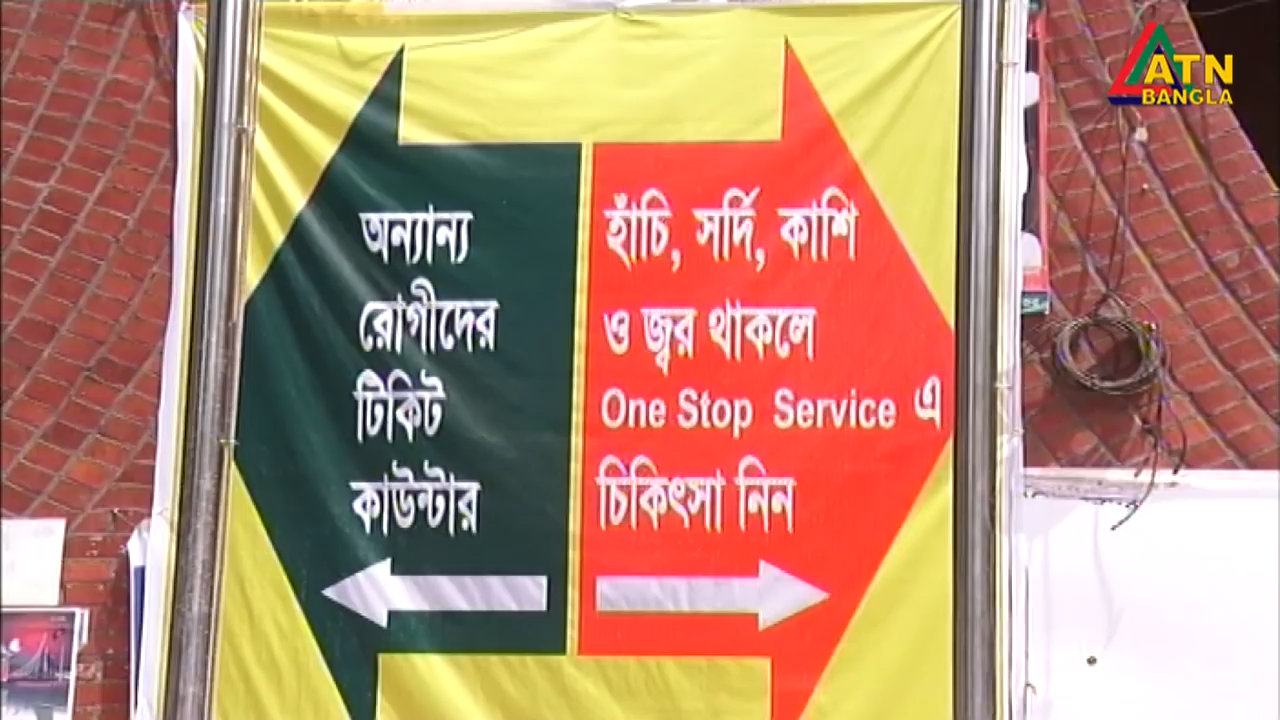 অন্যান্য
রোগীদের
টিকিট
কাউন্টার
হাঁচি, সর্দি, কাশি
ও জ্বর থাকলে
One Stop Service এ
চিকিৎসা নিন
ATN
BANGLA